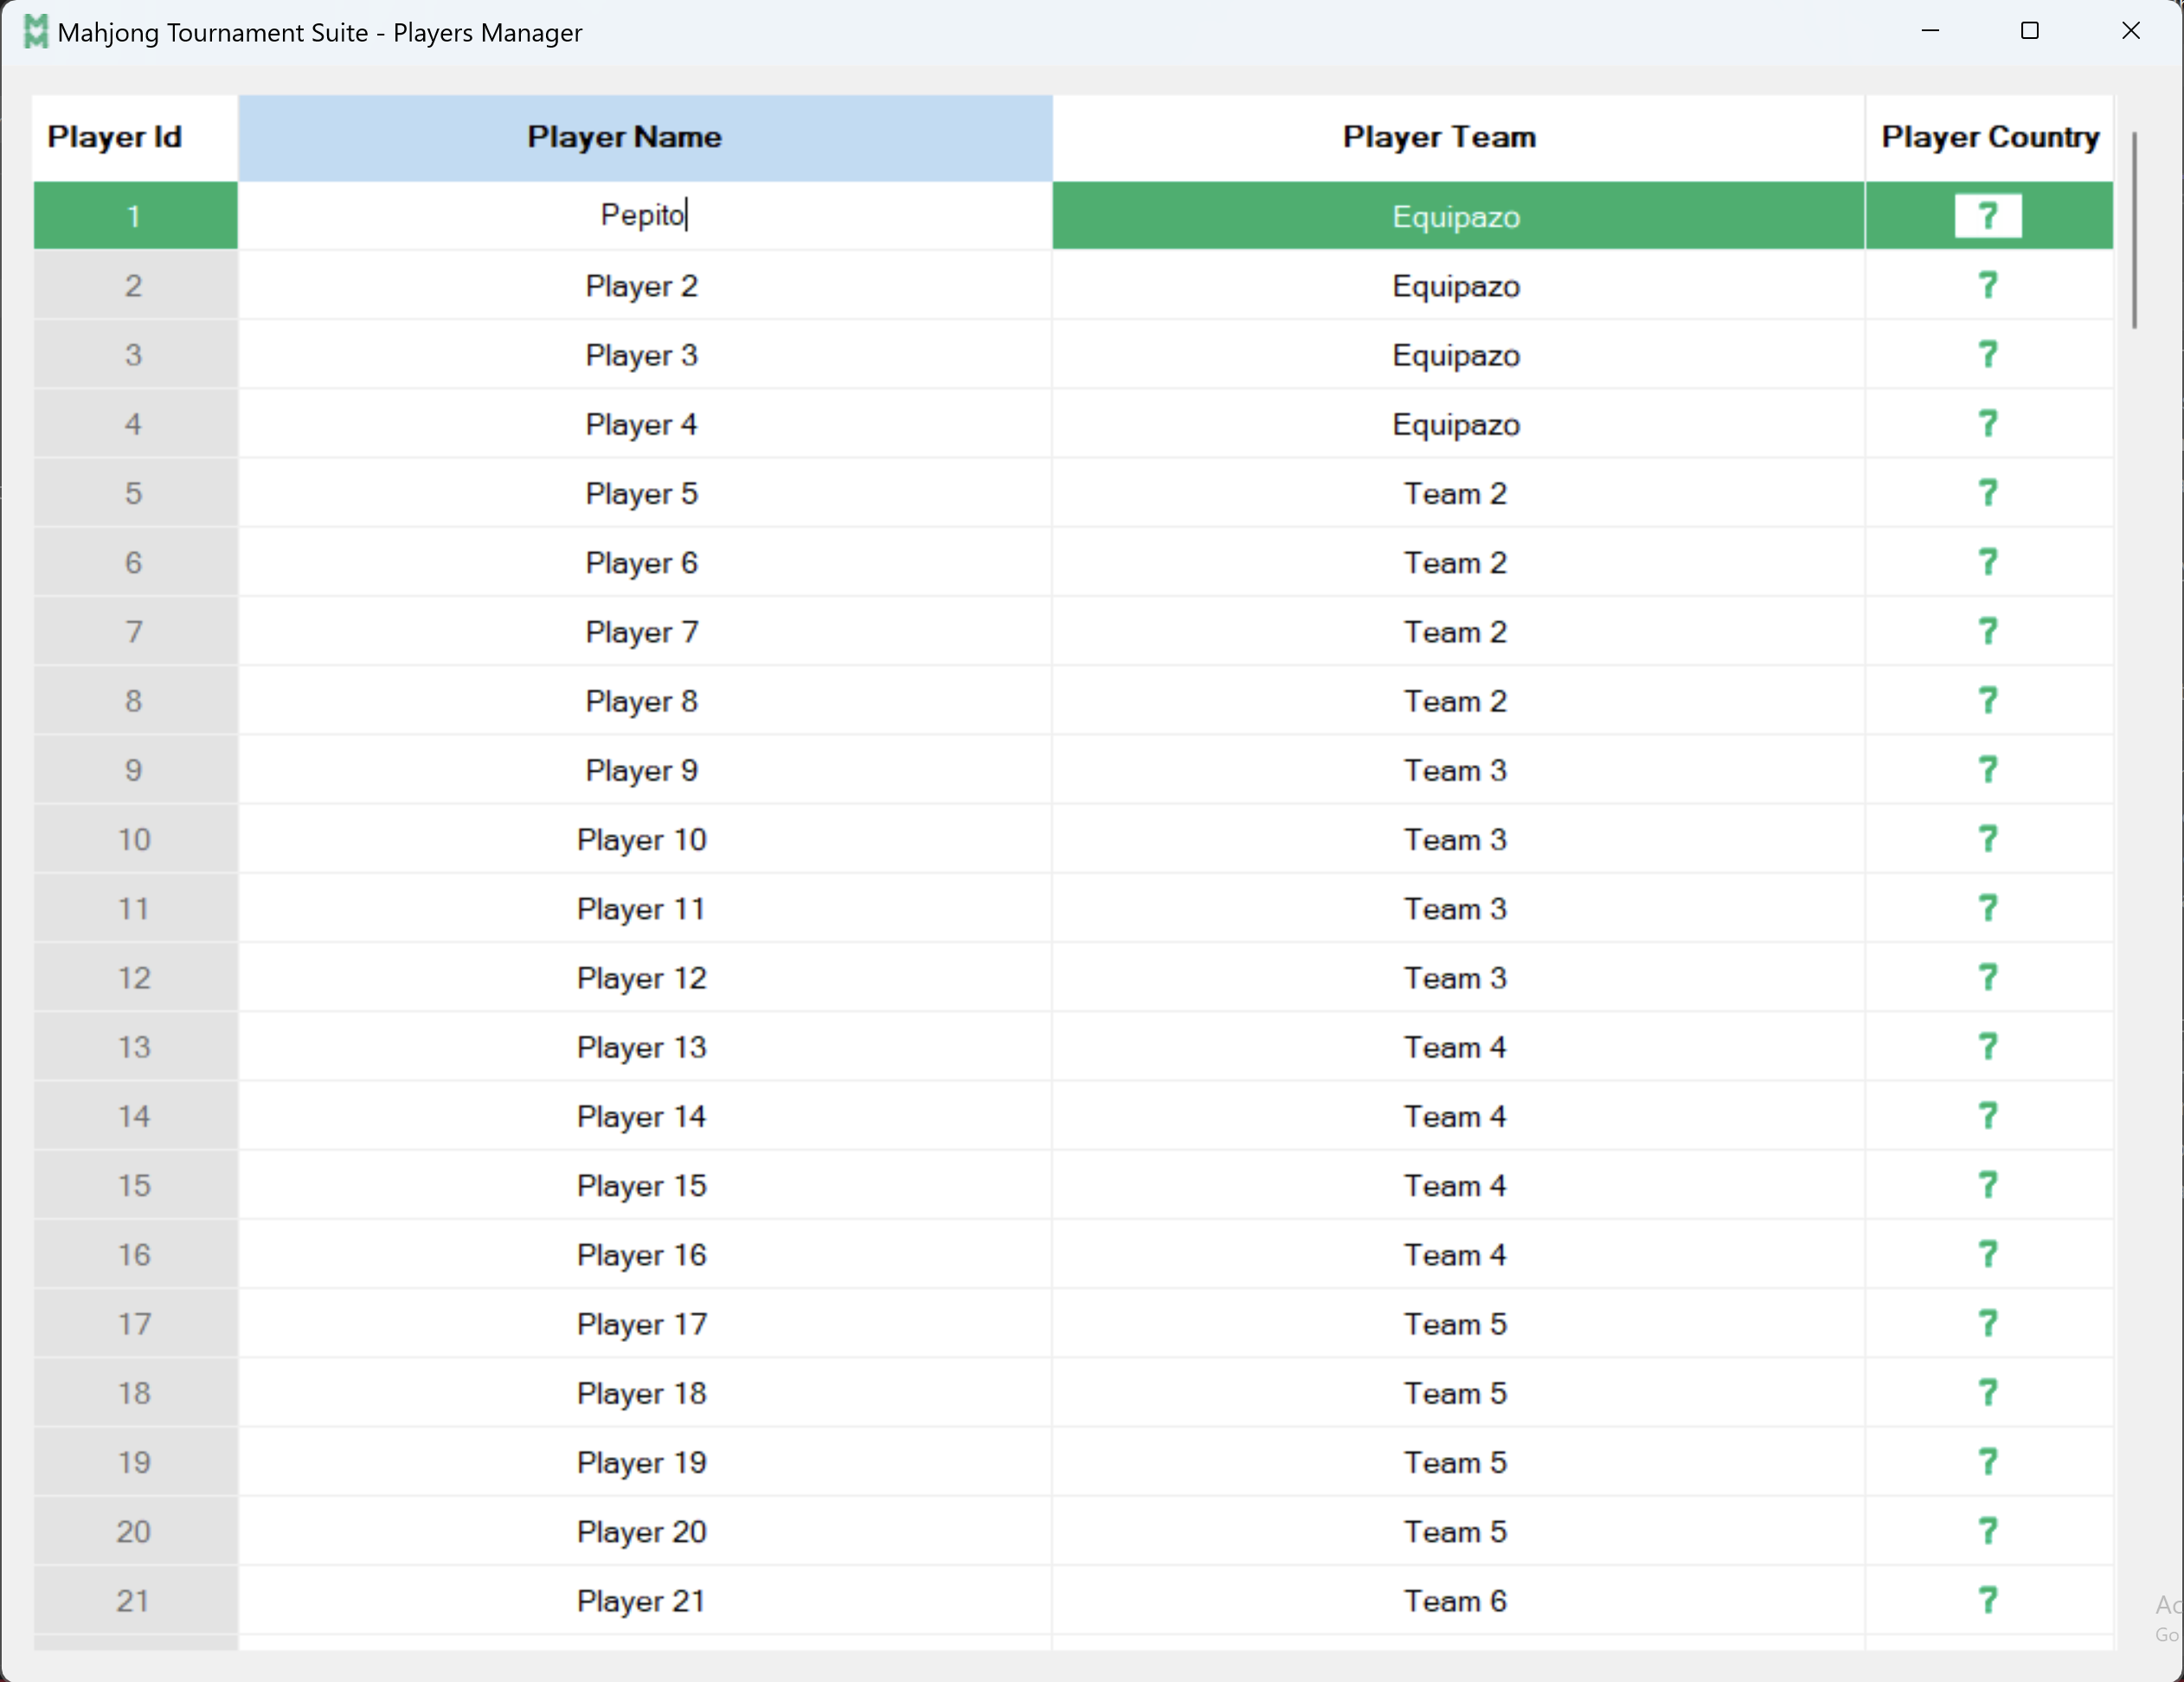 Mahjong Tournament Suite - Players Manager
Player Id Player Name Player Team Player Country
1 Pepito Equipazo ?
2 Player 2 Equipazo ?
3 Player 3 Equipazo ?
4 Player 4 Equipazo ?
5 Player 5 Team 2 ?
6 Player 6 Team 2 ?
7 Player 7 Team 2 ?
8 Player 8 Team 2 ?
9 Player 9 Team 3 ?
10 Player 10 Team 3 ?
11 Player 11 Team 3 ?
12 Player 12 Team 3 ?
13 Player 13 Team 4 ?
14 Player 14 Team 4 ?
15 Player 15 Team 4 ?
16 Player 16 Team 4 ?
17 Player 17 Team 5 ?
18 Player 18 Team 5 ?
19 Player 19 Team 5 ?
20 Player 20 Team 5 ?
21 Player 21 Team 6 ?
Go